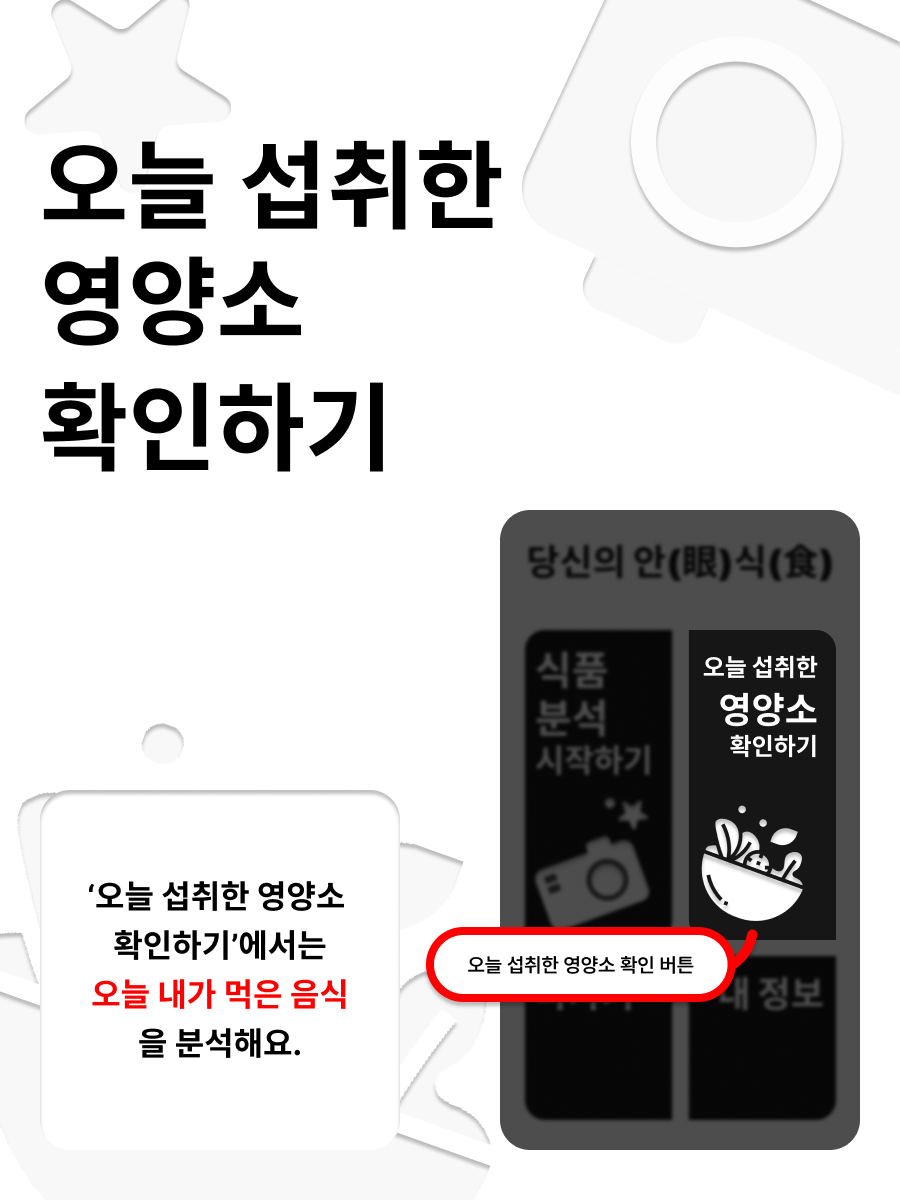 오늘 섭취한
영양소
확인하기
당신의 안(眼)식(食)
식품
분석
시작하기
오늘 섭취한
영양소
확인하기
오늘 섭취한 영양소 확인 버튼
내 정보
‘오늘 섭취한 영양소
확인하기’에서는
오늘 내가 먹은 음식
을 분석해요.